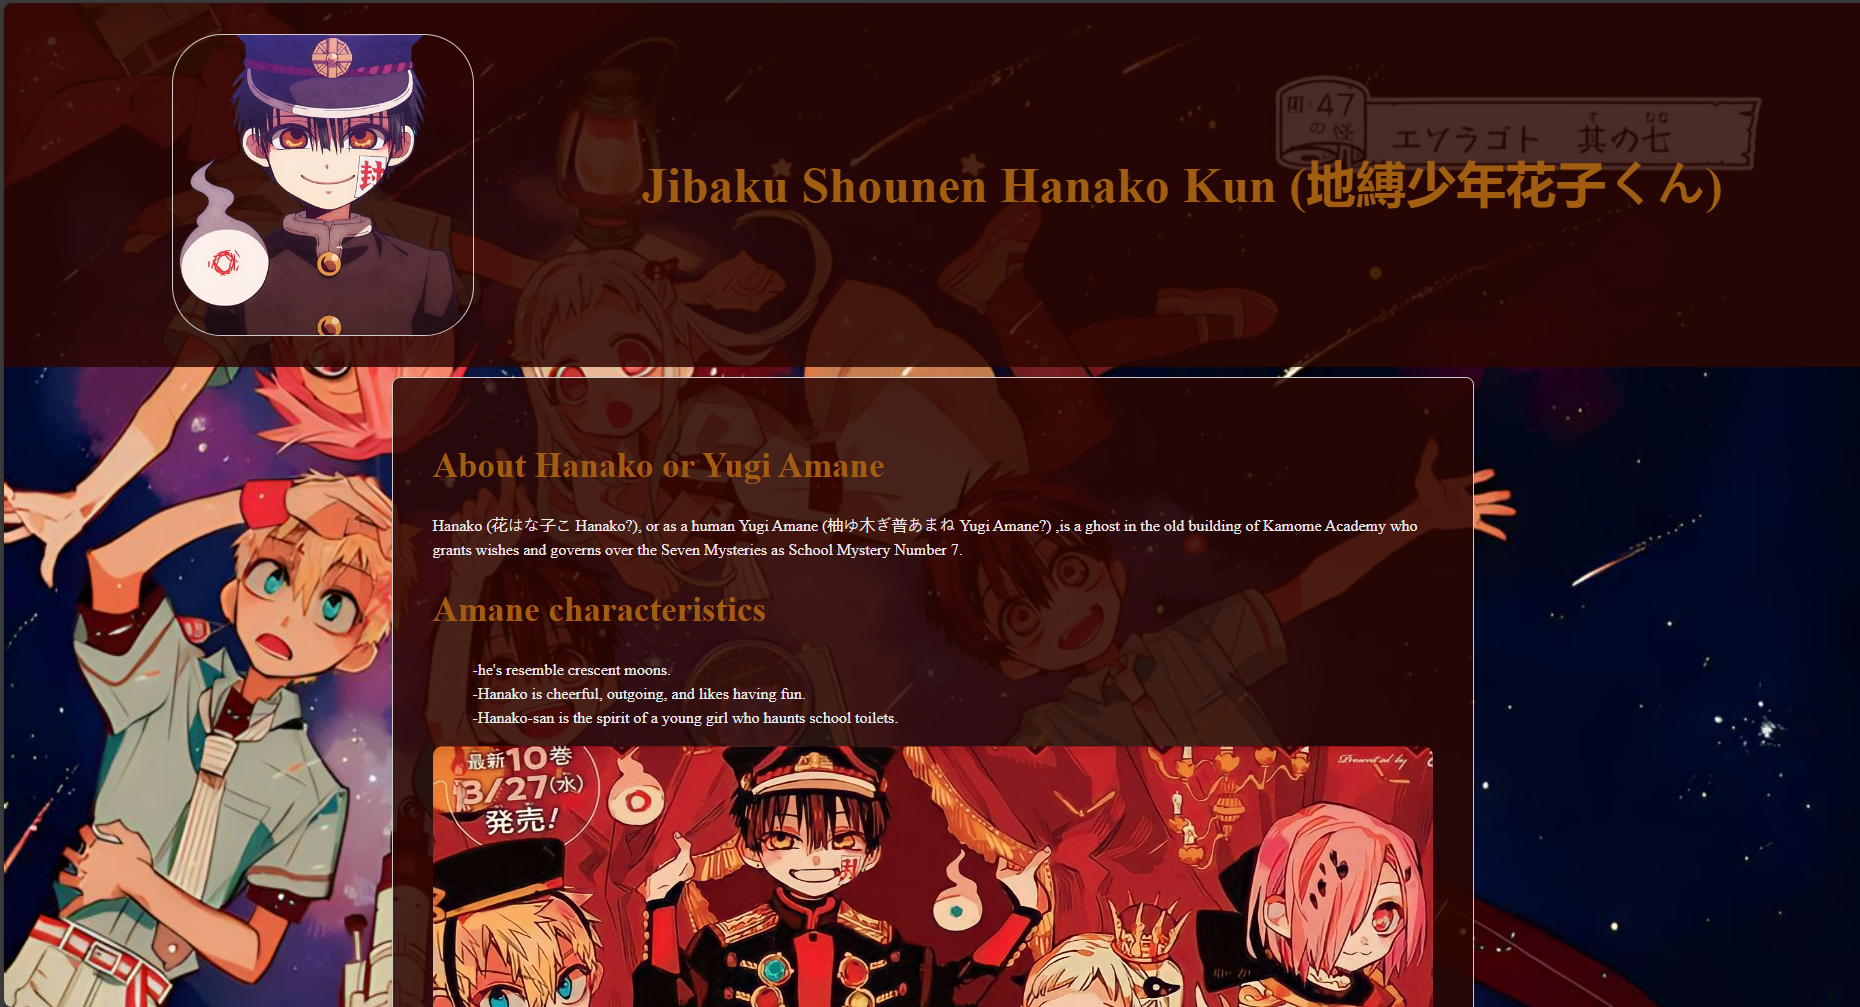 封
47
の怪
エソラゴト 其の七
Jibaku Shounen Hanako Kun (地縛少年花子くん)
About Hanako or Yugi Amane
Hanako (花はな子こ Hanako?), or as a human Yugi Amane (柚ゆ木ぎ普あまね Yugi Amane?) ,is a ghost in the old building of Kamome Academy who
grants wishes and governs over the Seven Mysteries as School Mystery Number 7.
Amane characteristics
-he's resemble crescent moons.
-Hanako is cheerful, outgoing, and likes having fun.
-Hanako-san is the spirit of a young girl who haunts school toilets.
最新10巻
3/27(水)
発売!
Presented by
封